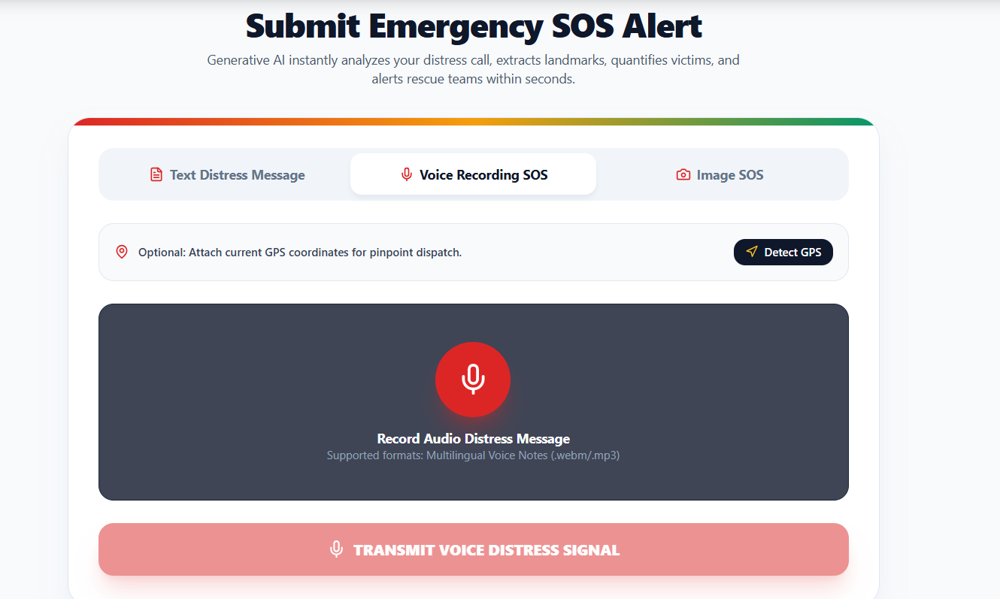 Submit Emergency SOS Alert
Generative AI instantly analyzes your distress call, extracts landmarks, quantifies victims, and
alerts rescue teams within seconds.
Text Distress Message
Voice Recording SOS
Image SOS
Optional: Attach current GPS coordinates for pinpoint dispatch.
Detect GPS
Record Audio Distress Message
Supported formats: Multilingual Voice Notes (.webm/.mp3)
TRANSMIT VOICE DISTRESS SIGNAL